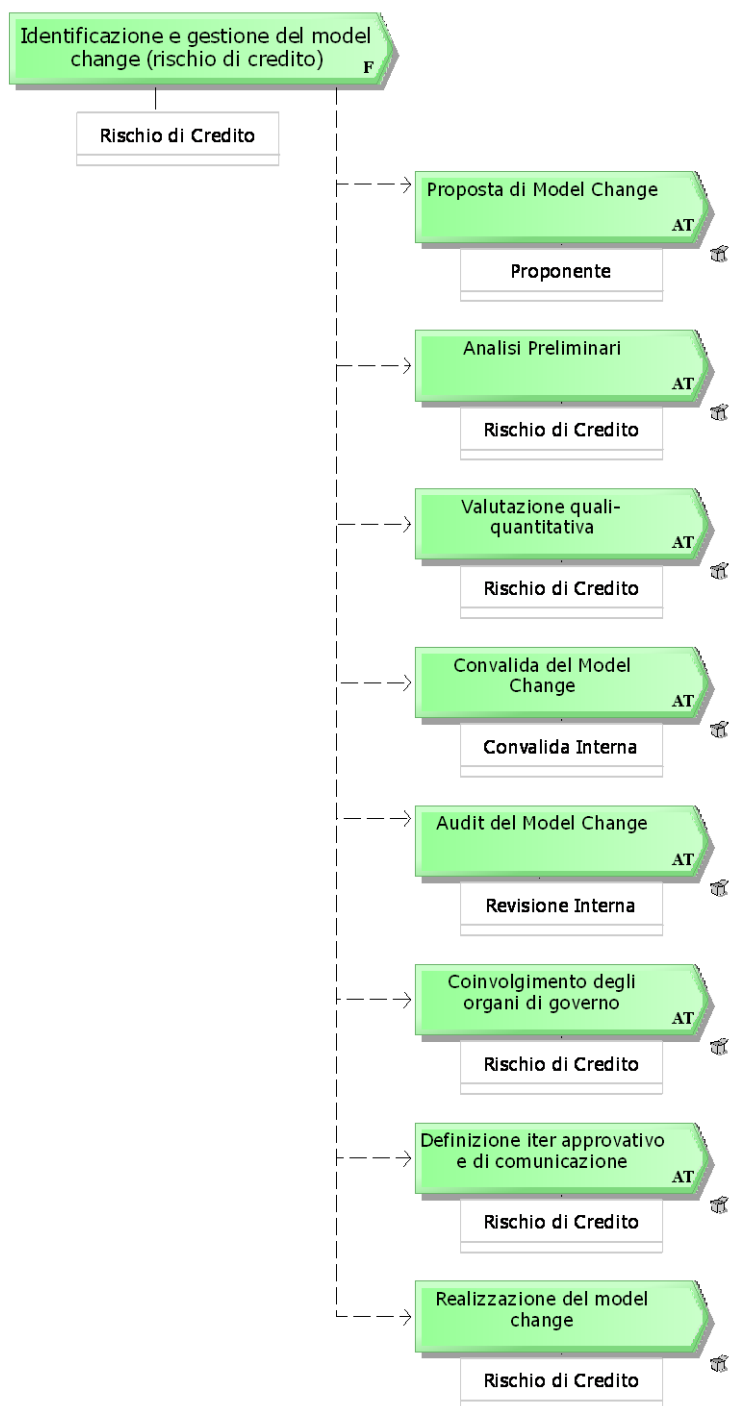 Identificazione e gestione del model
change (rischio di credito)
F
Rischio di Credito
Proposta di Model Change
AT
Proponente
Analisi Preliminari
AT
Rischio di Credito
Valutazione quali-
quantitativa
AT
Rischio di Credito
Convalida del Model
Change
AT
Convalida Interna
Audit del Model Change
AT
Revisione Interna
Coinvolgimento degli
organi di governo
AT
Rischio di Credito
Definizione iter approvativo
e di comunicazione
AT
Rischio di Credito
Realizzazione del model
change
AT
Rischio di Credito